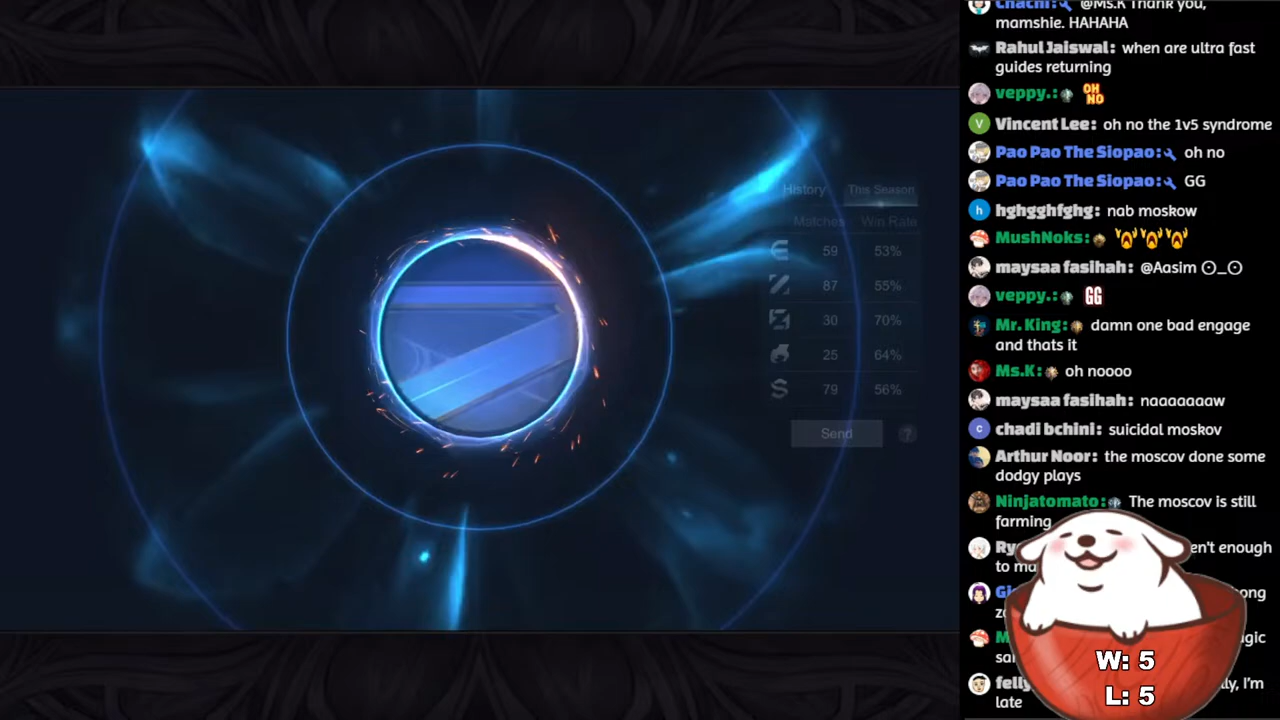 History This Season
Matches Win Rate
59 53%
87 55%
30 70%
25 64%
79 56%
Send ?
Chachi: @Ms.K Thank you,
mamshie. HAHAHA
Rahul Jaiswal: when are ultra fast
guides returning
veppy.: OH NO
V Vincent Lee: oh no the 1v5 syndrome
Pao Pao The Siopao: oh no
Pao Pao The Siopao: GG
h hghgghfghg: nab moskow
MushNoks:
maysaa fasihah: @Aasim ⊙_⊙
veppy.: GG
Mr. King: damn one bad engage
and thats it
Ms.K: oh noooo
maysaa fasihah: naaaaaaaw
c chadi bchini: suicidal moskov
Arthur Noor: the moscov done some
dodgy plays
Ninjatomato: The moscov is still
farming
en't enough
to
late
W: 5
L: 5